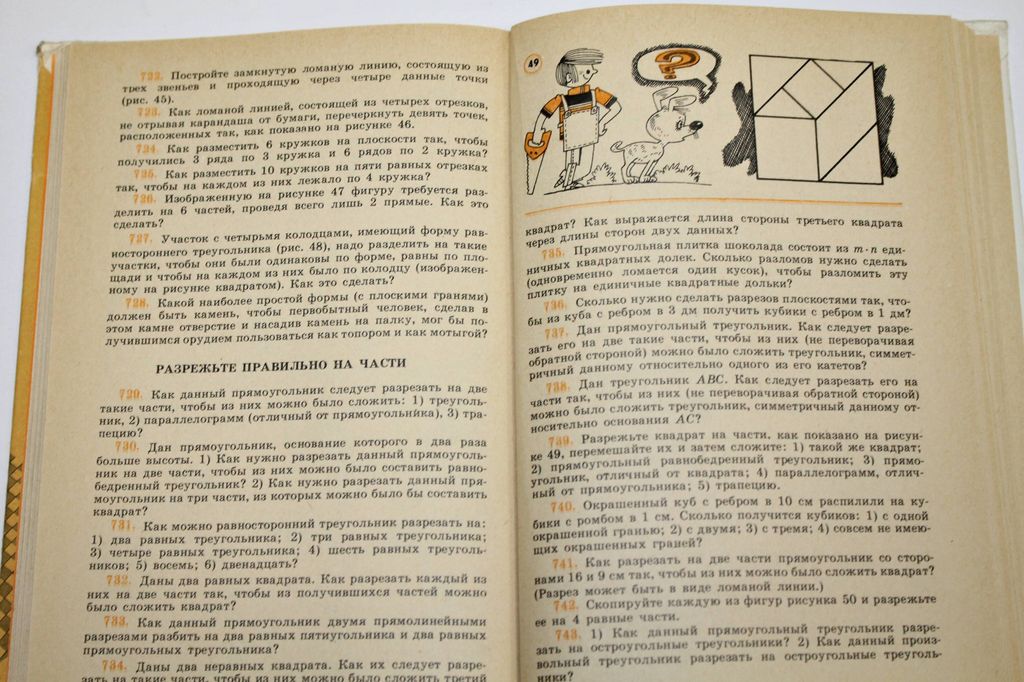 722. Постройте замкнутую ломаную линию, состоящую из
трех звеньев и проходящую через четыре данные точки
(рис. 45).
723. Как ломаной линией, состоящей из четырех отрезков,
не отрывая карандаша от бумаги, перечеркнуть девять точек,
расположенных так, как показано на рисунке 46.
724. Как разместить 6 кружков на плоскости так, чтобы
получились 3 ряда по 3 кружка и 6 рядов по 2 кружка?
725. Как разместить 10 кружков на пяти равных отрезках
так, чтобы на каждом из них лежало по 4 кружка?
726. Изображенную на рисунке 47 фигуру требуется раз-
делить на 6 частей, проведя всего лишь 2 прямые. Как это
сделать?
727. Участок с четырьмя колодцами, имеющий форму рав-
ностороннего треугольника (рис. 48), надо разделить на такие
участки, чтобы они были одинаковы по форме, равны по пло-
щади и чтобы на каждом из них было по колодцу (изображен-
ному на рисунке квадратом). Как это сделать?
728. Какой наиболее простой формы (с плоскими гранями)
должен быть камень, чтобы первобытный человек, сделав в
этом камне отверстие и насадив камень на палку, мог бы по-
лучившимся орудием пользоваться как топором и как мотыгой?
РАЗРЕЖЬТЕ ПРАВИЛЬНО НА ЧАСТИ
729. Как данный прямоугольник следует разрезать на две
такие части, чтобы из них можно было сложить: 1) треуголь-
ник, 2) параллелограмм (отличный от прямоугольника), 3) тра-
пецию?
730. Дан прямоугольник, основание которого в два раза
больше высоты. 1) Как нужно разрезать данный прямоуголь-
ник на две части, чтобы из них можно было составить равно-
бедренный треугольник? 2) Как нужно разрезать данный пря-
моугольник на три части, из которых можно было бы составить
квадрат?
731. Как можно равносторонний треугольник разрезать на:
1) два равных треугольника; 2) три равных треугольника;
3) четыре равных треугольника; 4) шесть равных треуголь-
ников; 5) восемь; 6) двенадцать?
732. Даны два равных квадрата. Как разрезать каждый из
них на две части так, чтобы из получившихся частей можно
было сложить квадрат?
733. Как данный прямоугольник двумя прямолинейными
разрезами разбить на два равных пятиугольника и два равных
прямоугольных треугольника?
734. Даны два неравных квадрата. Как их следует разре-
зать на такие части, чтобы из них можно было сложить третий
49
?
квадрат? Как выражается длина стороны третьего квадрата
через длины сторон двух данных?
735. Прямоугольная плитка шоколада состоит из m·n еди-
ничных квадратных долек. Сколько разломов нужно сделать
(одновременно ломается один кусок), чтобы разломить эту
плитку на единичные квадратные дольки?
736. Сколько нужно сделать разрезов плоскостями так, что-
бы из куба с ребром в 3 дм получить кубики с ребром в 1 дм?
737. Дан прямоугольный треугольник. Как следует разре-
зать его на две такие части, чтобы из них (не переворачивая
обратной стороной) можно было сложить треугольник, симмет-
ричный данному относительно одного из его катетов?
738. Дан треугольник ABC. Как следует разрезать его на
части так, чтобы из них (не переворачивая обратной стороной)
можно было сложить треугольник, симметричный данному от-
носительно основания AC?
739. Разрежьте квадрат на части, как показано на рисун-
ке 49, перемешайте их и затем сложите: 1) такой же квадрат;
2) прямоугольный равнобедренный треугольник; 3) прямо-
угольник, отличный от квадрата; 4) параллелограмм, отлич-
ный от прямоугольника; 5) трапецию.
740. Окрашенный куб с ребром в 10 см распилили на ку-
бики с ромбом в 1 см. Сколько получится кубиков: 1) с одной
окрашенной гранью; 2) с двумя; 3) с тремя; 4) совсем не имею-
щих окрашенных граней?
741. Как разрезать на две части прямоугольник со сторо-
нами 16 и 9 см так, чтобы из них можно было сложить квадрат?
(Разрез может быть в виде ломаной линии.)
742. Скопируйте каждую из фигур рисунка 50 и разрежьте
ее на 4 равные части.
743. 1) Как данный прямоугольный треугольник разре-
зать на остроугольные треугольники? 2) Как данный произ-
вольный треугольник разрезать на остроугольные треуголь-
ники?